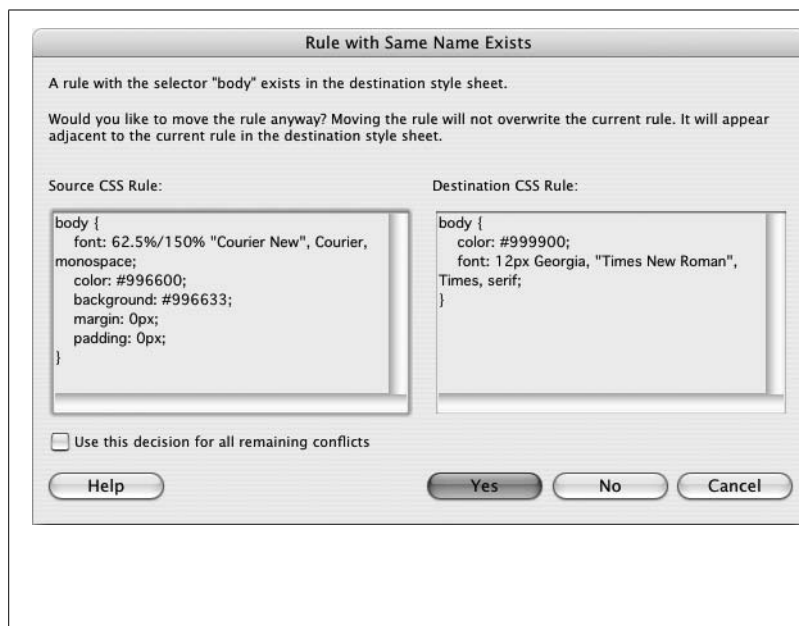 Rule with Same Name Exists
A rule with the selector "body" exists in the destination style sheet.
Would you like to move the rule anyway? Moving the rule will not overwrite the current rule. It will appear
adjacent to the current rule in the destination style sheet.
Source CSS Rule:
body {
font: 62.5%/150% "Courier New", Courier,
monospace;
color: #996600;
background: #996633;
margin: 0px;
padding: 0px;
}
Destination CSS Rule:
body {
color: #999900;
font: 12px Georgia, "Times New Roman",
Times, serif;
}
Use this decision for all remaining conflicts
Help
Yes
No
Cancel